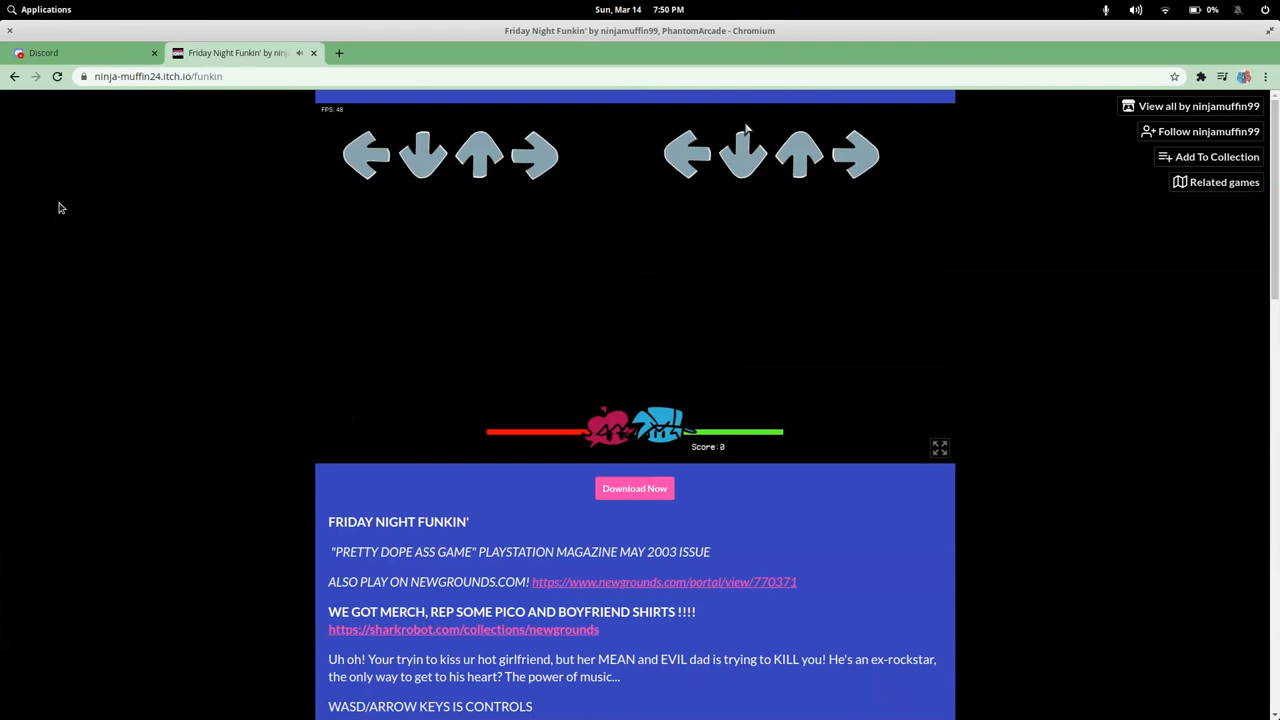 Applications
Sun, Mar 14 7:50 PM
0%
Friday Night Funkin' by ninjamuffin99, PhantomArcade - Chromium
Discord
Friday Night Funkin' by ninj
ninja-muffin24.itch.io/funkin
View all by ninjamuffin99
FPS: 48
Follow ninjamuffin99
Add To Collection
Related games
Score:0
Download Now
FRIDAY NIGHT FUNKIN'
"PRETTY DOPE ASS GAME" PLAYSTATION MAGAZINE MAY 2003 ISSUE
ALSO PLAY ON NEWGROUNDS.COM! https://www.newgrounds.com/portal/view/770371
WE GOT MERCH, REP SOME PICO AND BOYFRIEND SHIRTS !!!!
https://sharkrobot.com/collections/newgrounds
Uh oh! Your tryin to kiss ur hot girlfriend, but her MEAN and EVIL dad is trying to KILL you! He's an ex-rockstar,
the only way to get to his heart? The power of music...
WASD/ARROW KEYS IS CONTROLS